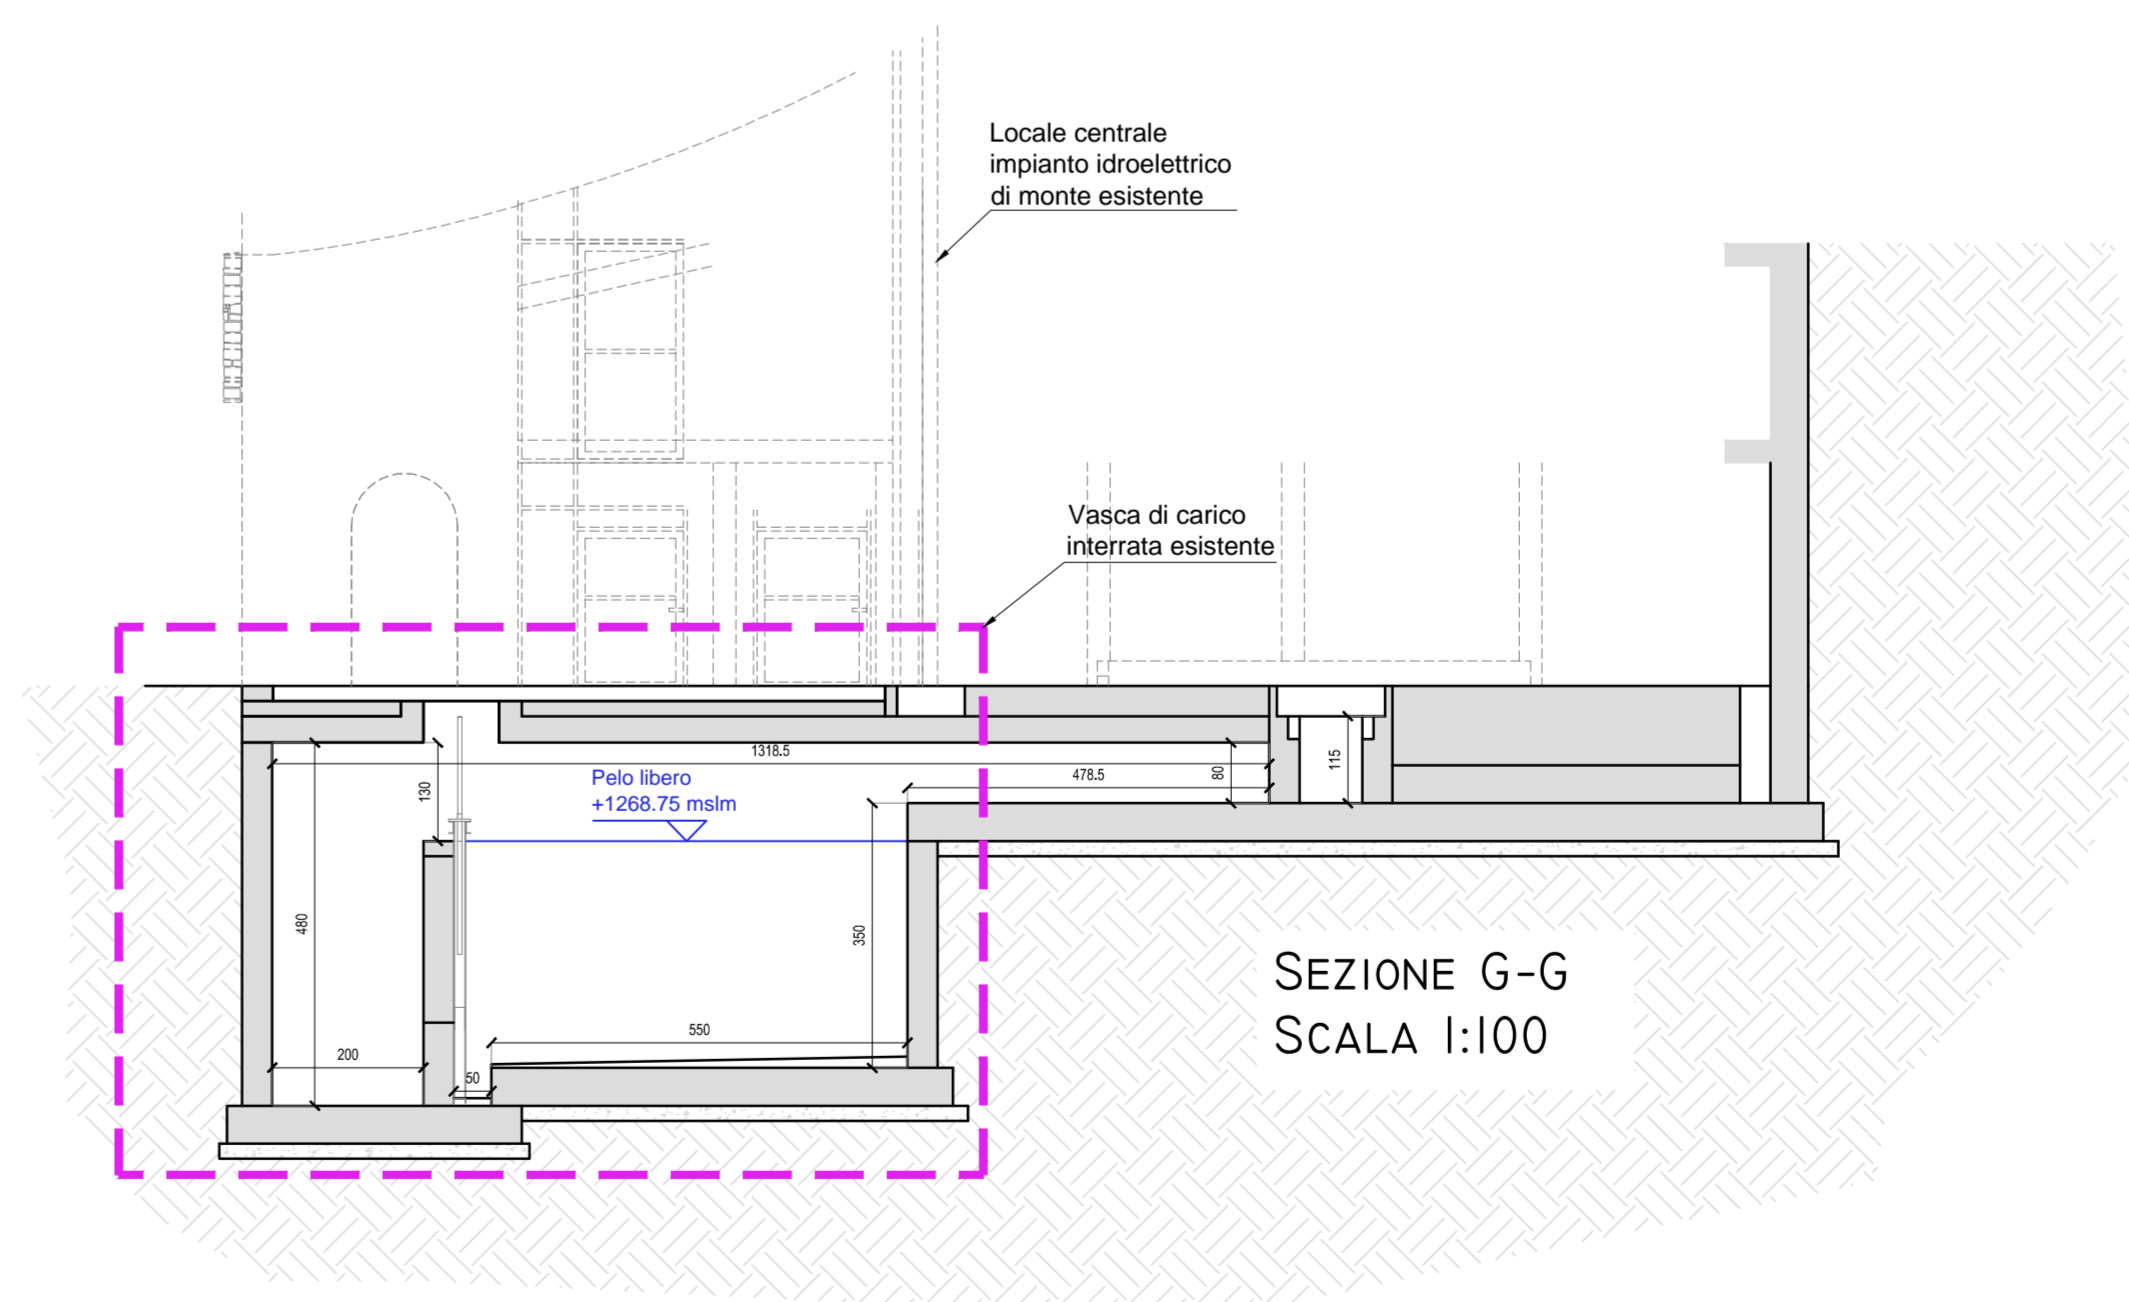 Locale centrale
impianto idroelettrico
di monte esistente
Vasca di carico
interrata esistente
1318.5
Pelo libero
+1268.75 mslm
478.5
80
115
130
480
350
550
200
50
SEZIONE G-G
SCALA 1:100